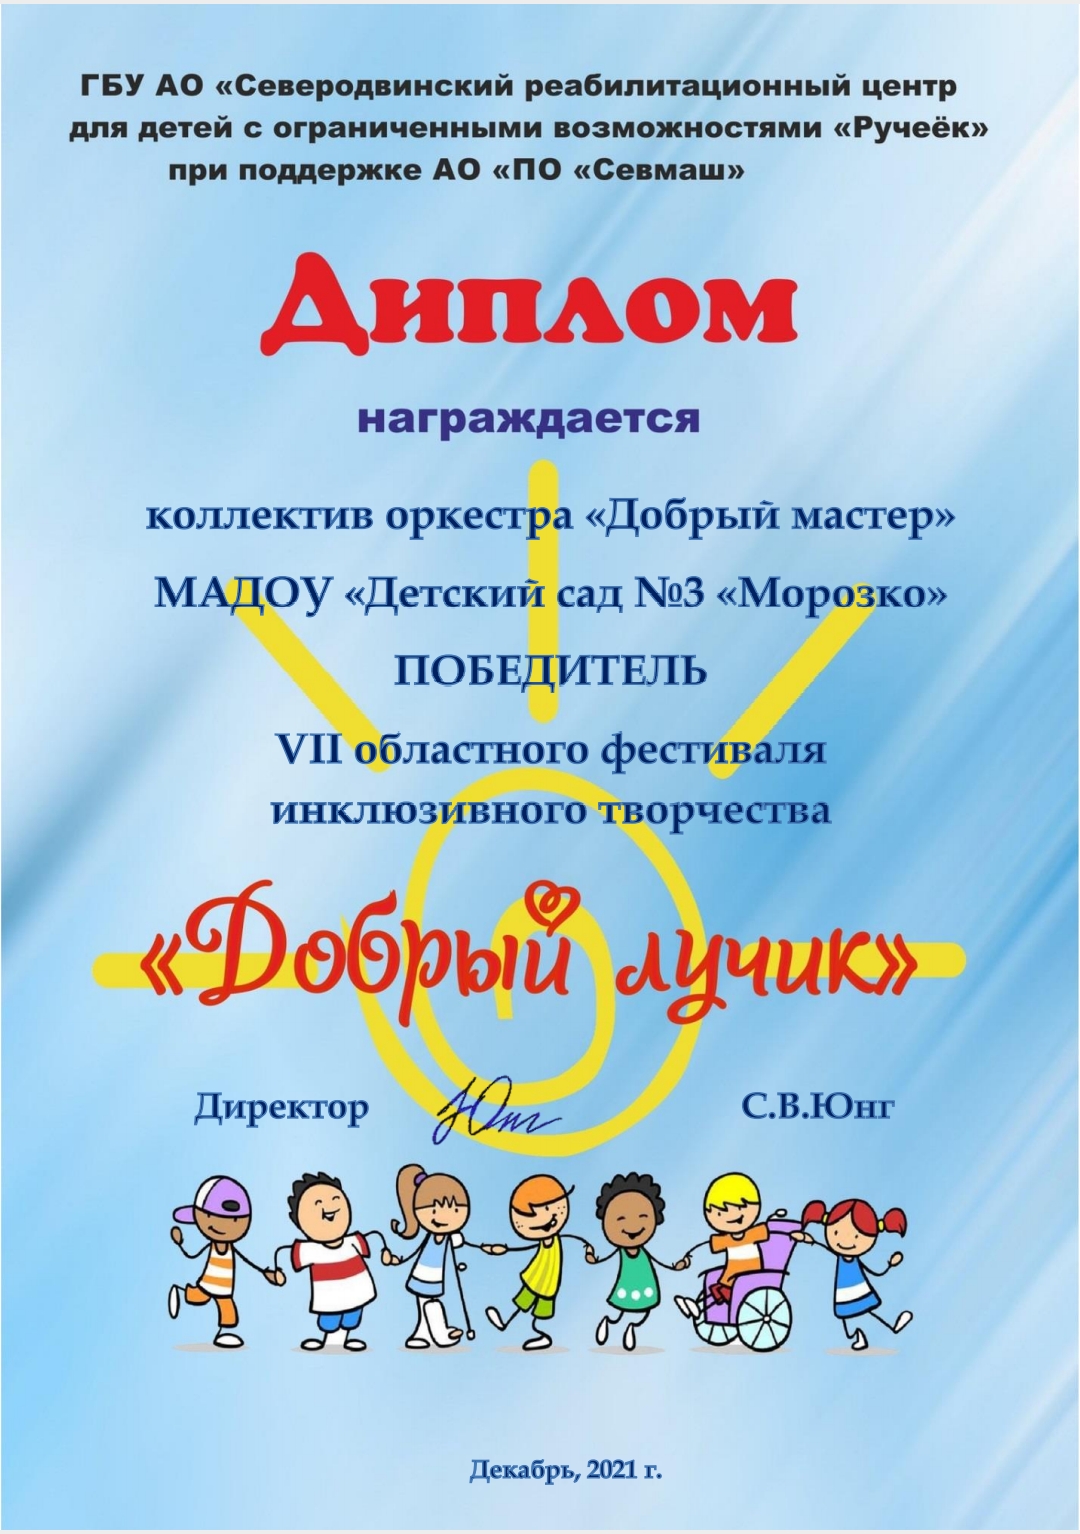 ГБУ АО «Северодвинский реабилитационный центр
для детей с ограниченными возможностями «Ручеёк»
при поддержке АО «ПО «Севмаш»
Диплом
награждается
коллектив оркестра «Добрый мастер»
МАДОУ «Детский сад №3 «Морозко»
ПОБЕДИТЕЛЬ
VII областного фестиваля
инклюзивного творчества
«Добрый лучик»
Директор Юнг С.В.Юнг
Декабрь, 2021 г.